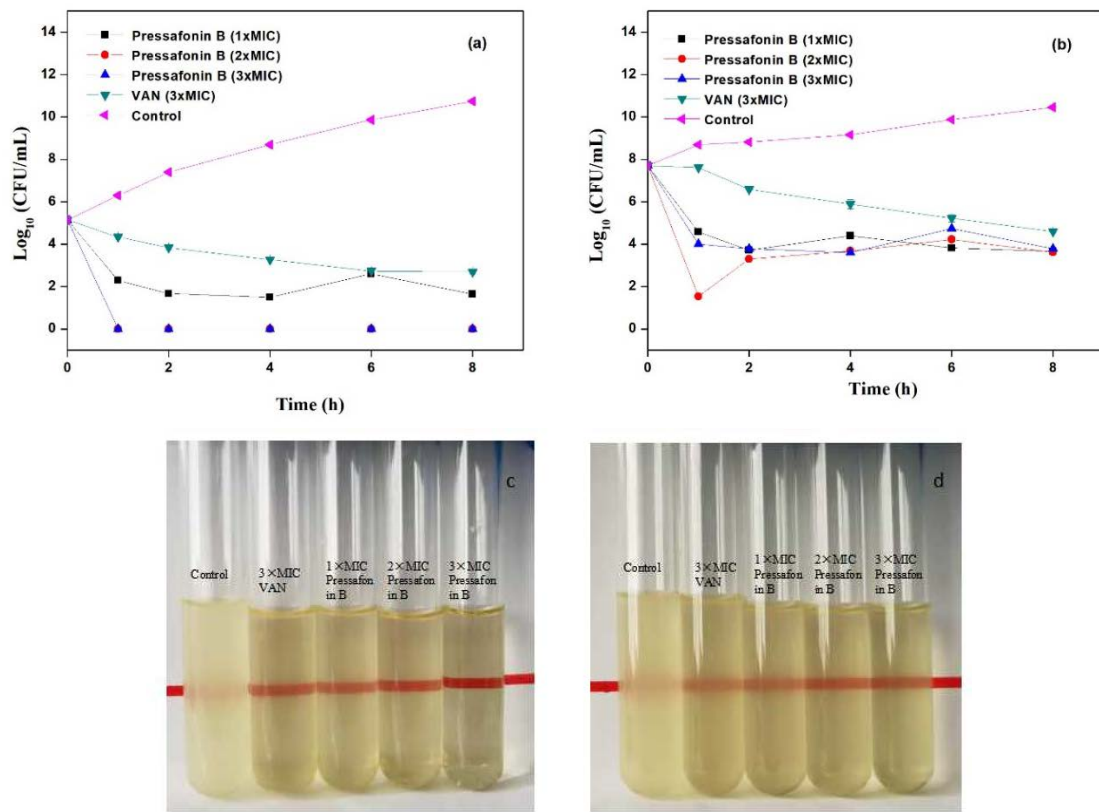 Pressafonin B (1xMIC)
Pressafonin B (2xMIC)
Pressafonin B (3xMIC)
VAN (3xMIC)
Control
(a)
14
12
10
8
6
4
2
0
Log10 (CFU/mL)
0 2 4 6 8
Time (h)
Pressafonin B (1xMIC)
Pressafonin B (2xMIC)
Pressafonin B (3xMIC)
VAN (3xMIC)
Control
(b)
14
12
10
8
6
4
2
0
Log10 (CFU/mL)
0 2 4 6 8
Time (h)
c
Control
3×MIC
VAN
1×MIC
Pressafon
in B
2×MIC
Pressafon
in B
3×MIC
Pressafon
in B
d
Control
3×MIC
VAN
1×MIC
Pressafon
in B
2×MIC
Pressafon
in B
3×MIC
Pressafon
in B